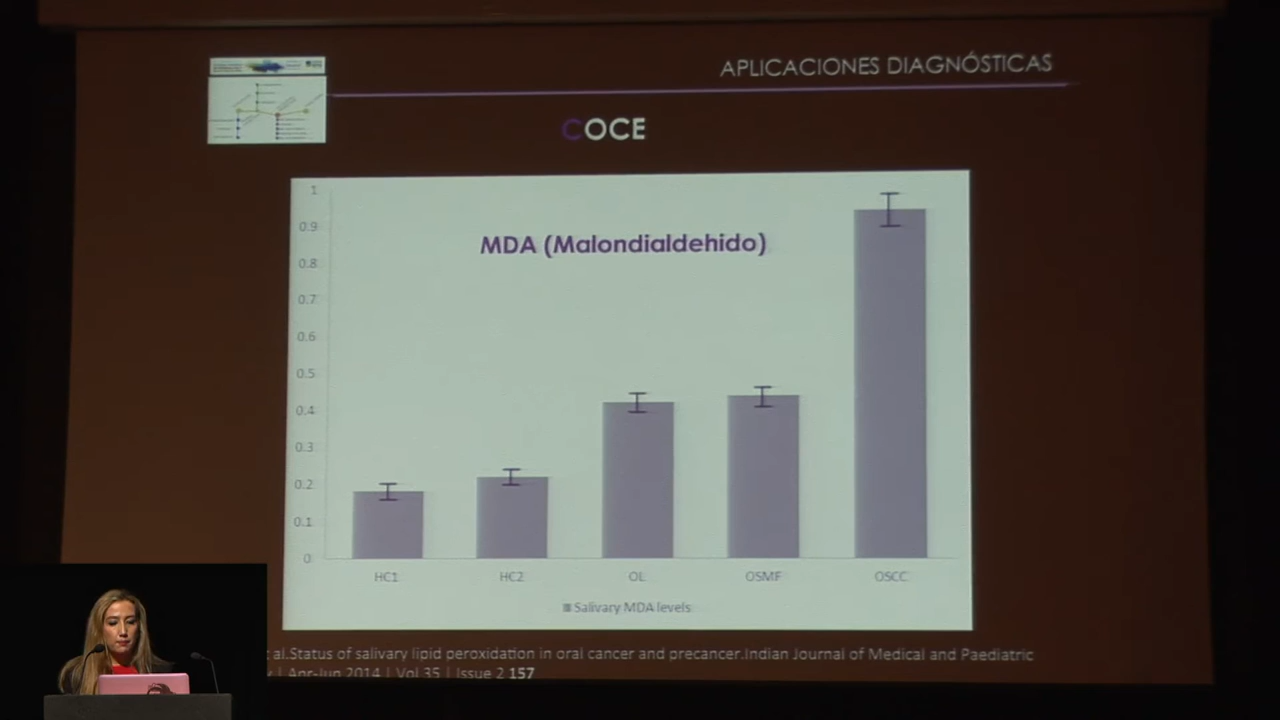 APLICACIONES DIAGNÓSTICAS
COCE
MDA (Malondialdehido)
1
0.9
0.8
0.7
0.6
0.5
0.4
0.3
0.2
0.1
0
HC1 HC2 OL OSMF OSCC
Salivary MDA levels
al.Status of salivary lipid peroxidation in oral cancer and precancer.Indian Journal of Medical and Paediatric
Apr-Jun 2014 | Vol 35 | Issue 2 157